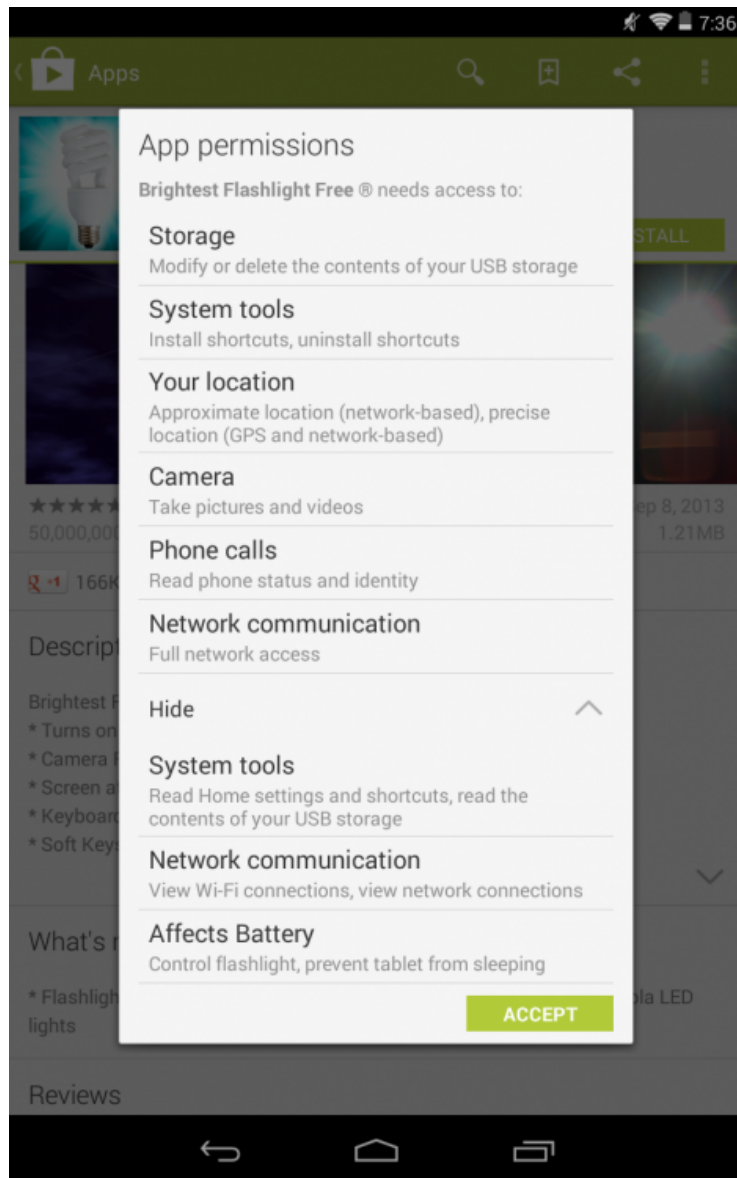 7:36
Apps
App permissions
Brightest Flashlight Free ® needs access to:
Storage
Modify or delete the contents of your USB storage
System tools
Install shortcuts, uninstall shortcuts
Your location
Approximate location (network-based), precise
location (GPS and network-based)
Camera
Take pictures and videos
Phone calls
Read phone status and identity
Network communication
Full network access
Hide
System tools
Read Home settings and shortcuts, read the
contents of your USB storage
Network communication
View Wi-Fi connections, view network connections
Affects Battery
Control flashlight, prevent tablet from sleeping
ACCEPT
STALL
ep 8, 2013
50,000,00
1.21MB
g +1 166K
Descript
Brightest F
* Turns on
* Camera
* Screen a
* Keyboard
* Soft Key
What's
* Flashligh
ola LED
lights
Reviews